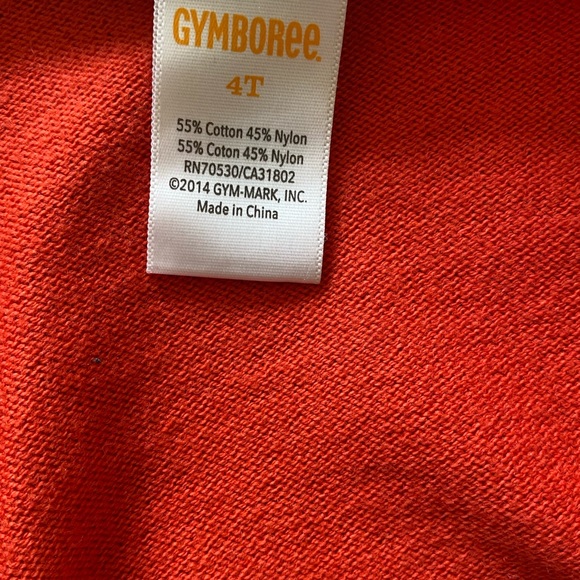 GYMBOREE
4T
55% Cotton 45% Nylon
55% Coton 45% Nylon
RN70530/CA31802
©2014 GYM-MARK, INC.
Made in China